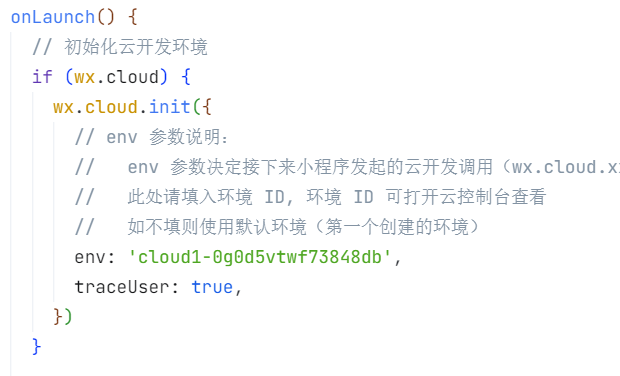 onLaunch() {
// 初始化云开发环境
if (wx.cloud) {
wx.cloud.init({
// env 参数说明：
// env 参数决定接下来小程序发起的云开发调用（wx.cloud.x
// 此处请填入环境 ID, 环境 ID 可打开云控制台查看
// 如不填则使用默认环境（第一个创建的环境）
env: 'cloud1-0g0d5vtwf73848db',
traceUser: true,
})
}